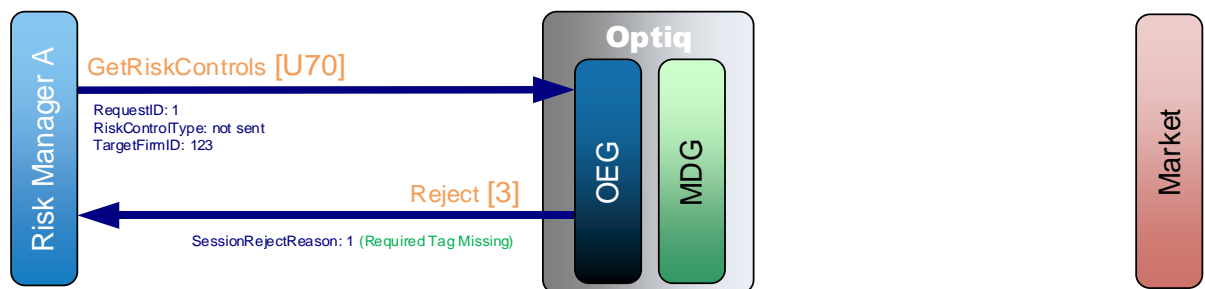 Risk Manager A
GetRiskControls [U70]
RequestID: 1
RiskControlType: not sent
TargetFirmID: 123
Reject [3]
SessionRejectReason: 1 (Required Tag Missing)
Optiq
OEG
MDG
Market